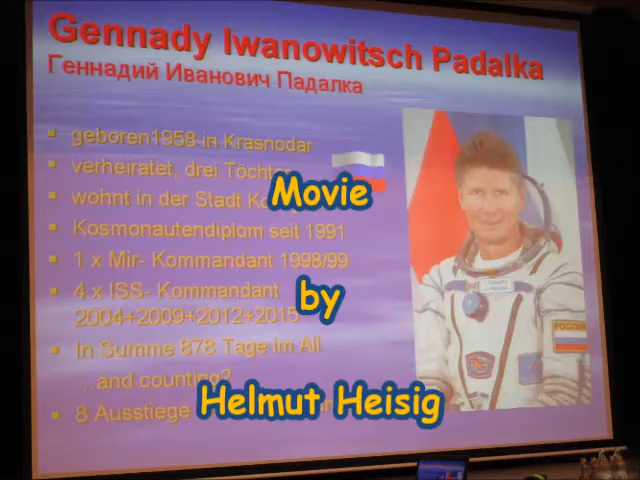 Gennady Iwanowitsch Padalka
Геннадий Иванович Падалка
geboren1958 in Krasnodar
verheiratet, drei Töchter
wohnt in der Stadt
Kosmonautendiplom seit 1991
1 x Mir- Kommandant 1998/99
4 x ISS- Kommandant
2004+2009+2012+2015
In Summe 878 Tage im All
...and counting?
8 Ausstiege
Movie
by
Helmut Heisig
РОССИЯ